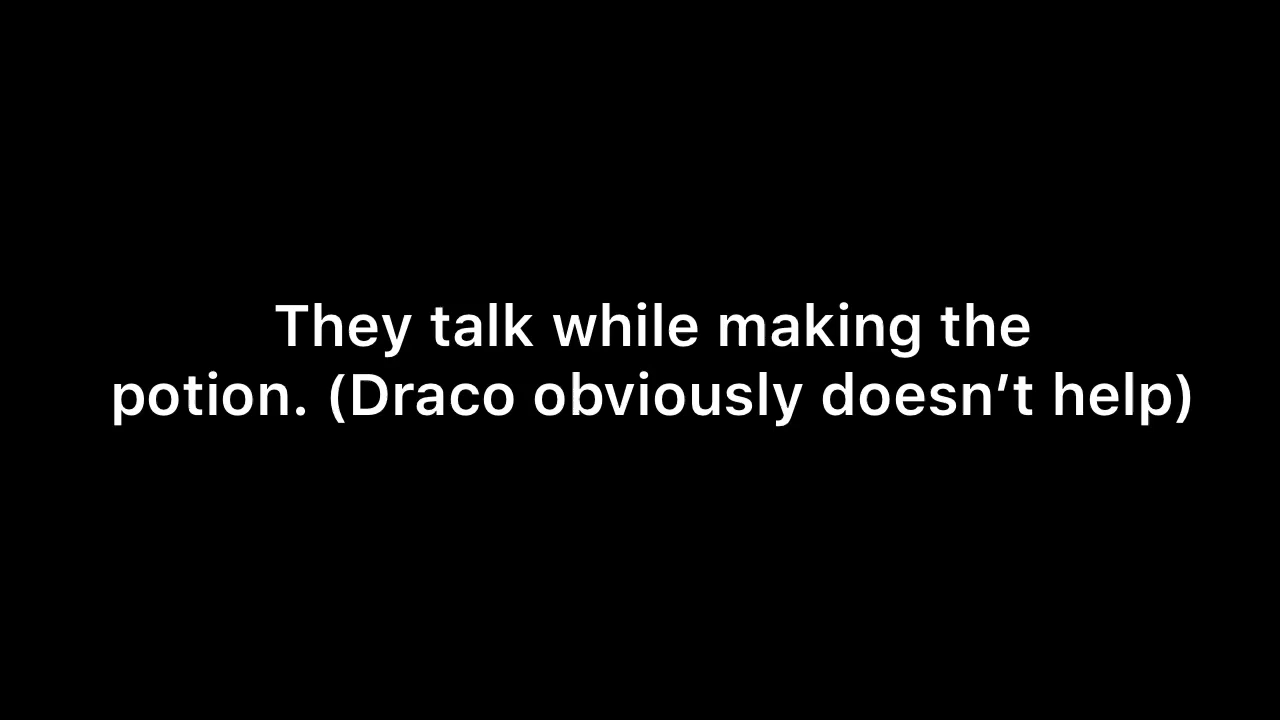 They talk while making the
potion. (Draco obviously doesn’t help)